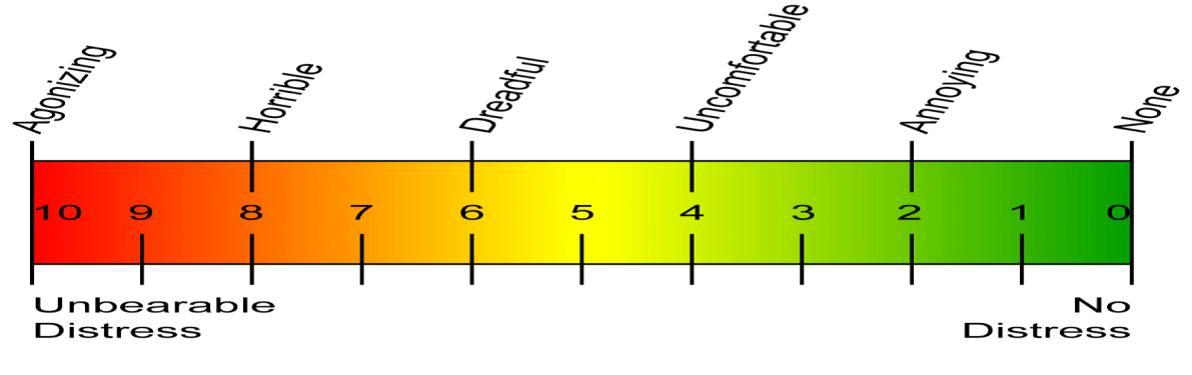 Agonizing
Horrible
Dreadful
Uncomfortable
Annoying
None
10 9 8 7 6 5 4 3 2 1 0
Unbearable
Distress
No
Distress